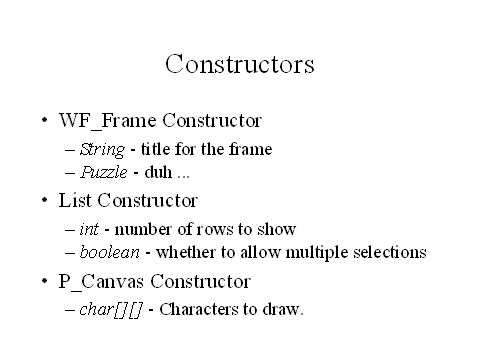 Constructors
• WF_Frame Constructor
– String - title for the frame
– Puzzle - duh ...
• List Constructor
– int - number of rows to show
– boolean - whether to allow multiple selections
• P_Canvas Constructor
– char[][] - Characters to draw.